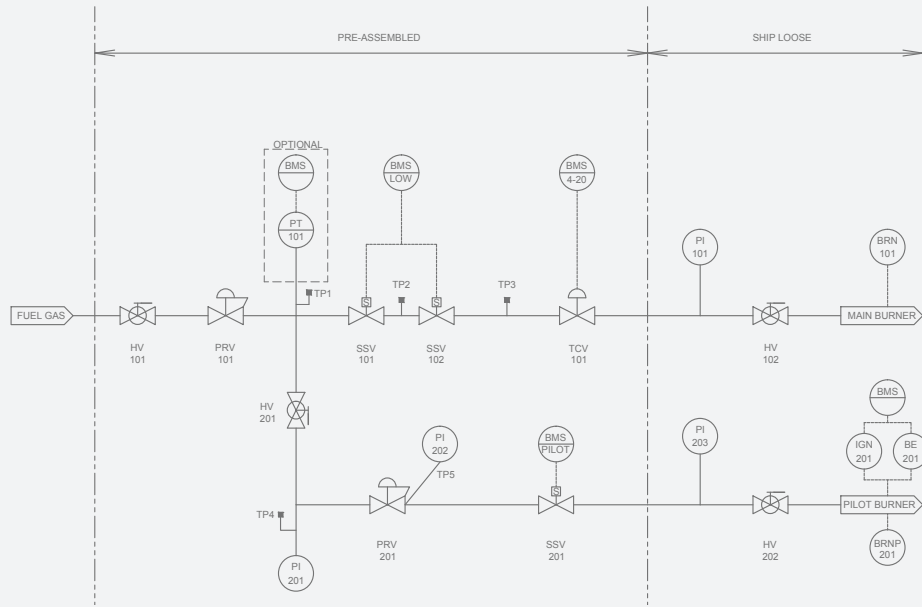 PRE-ASSEMBLED
SHIP LOOSE
OPTIONAL
BMS
BMS
LOW
BMS
4-20
PT
101
PI
101
BRN
101
TP1
TP2
TP3
S
S
FUEL GAS
MAIN BURNER
HV
101
PRV
101
SSV
101
SSV
102
TCV
101
HV
102
HV
201
BMS
PI
202
BMS
PILOT
PI
203
IGN
201
BE
201
TP5
S
PILOT BURNER
TP4
PRV
201
SSV
201
HV
202
BRNP
201
PI
201